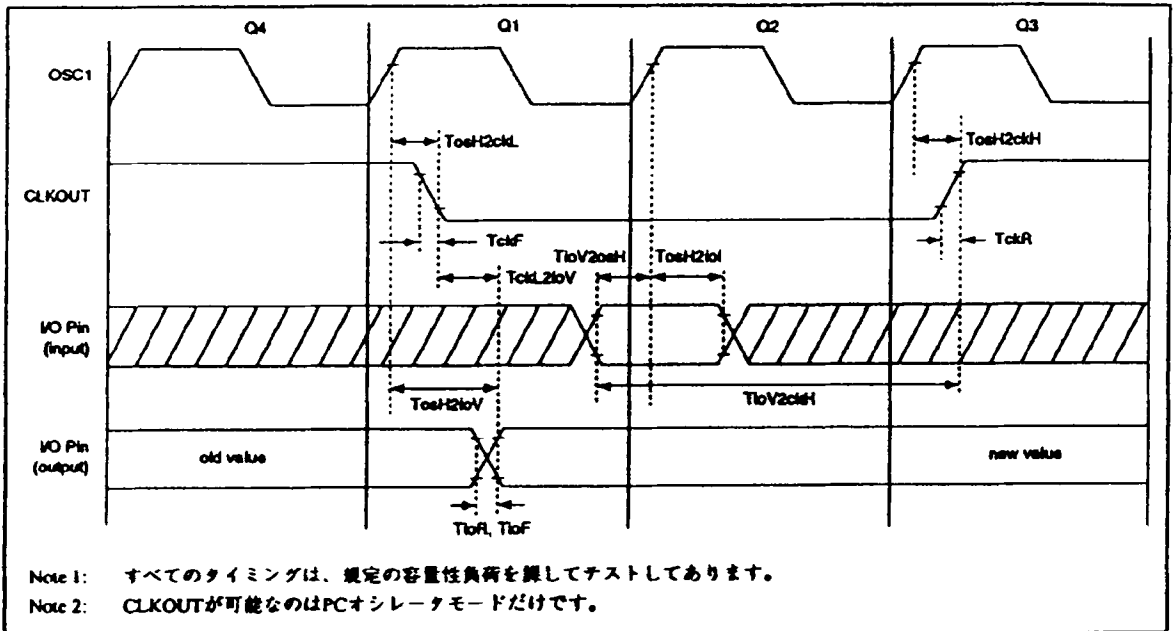 Q4 Q1 Q2 Q3
OSC1
TosH2ckL TosH2ckH
CLKOUT
TckF TckR
TioV2osH TosH2ioI
TckL2ioV
I/O Pin
(input)
TosH2ioV TioV2ckH
I/O Pin
(output)
old value new value
TioR, TioF
Note 1: すべてのタイミングは、規定の容量性負荷を課してテストしてあります。
Note 2: CLKOUTが可能なのはPCオシレータモードだけです。